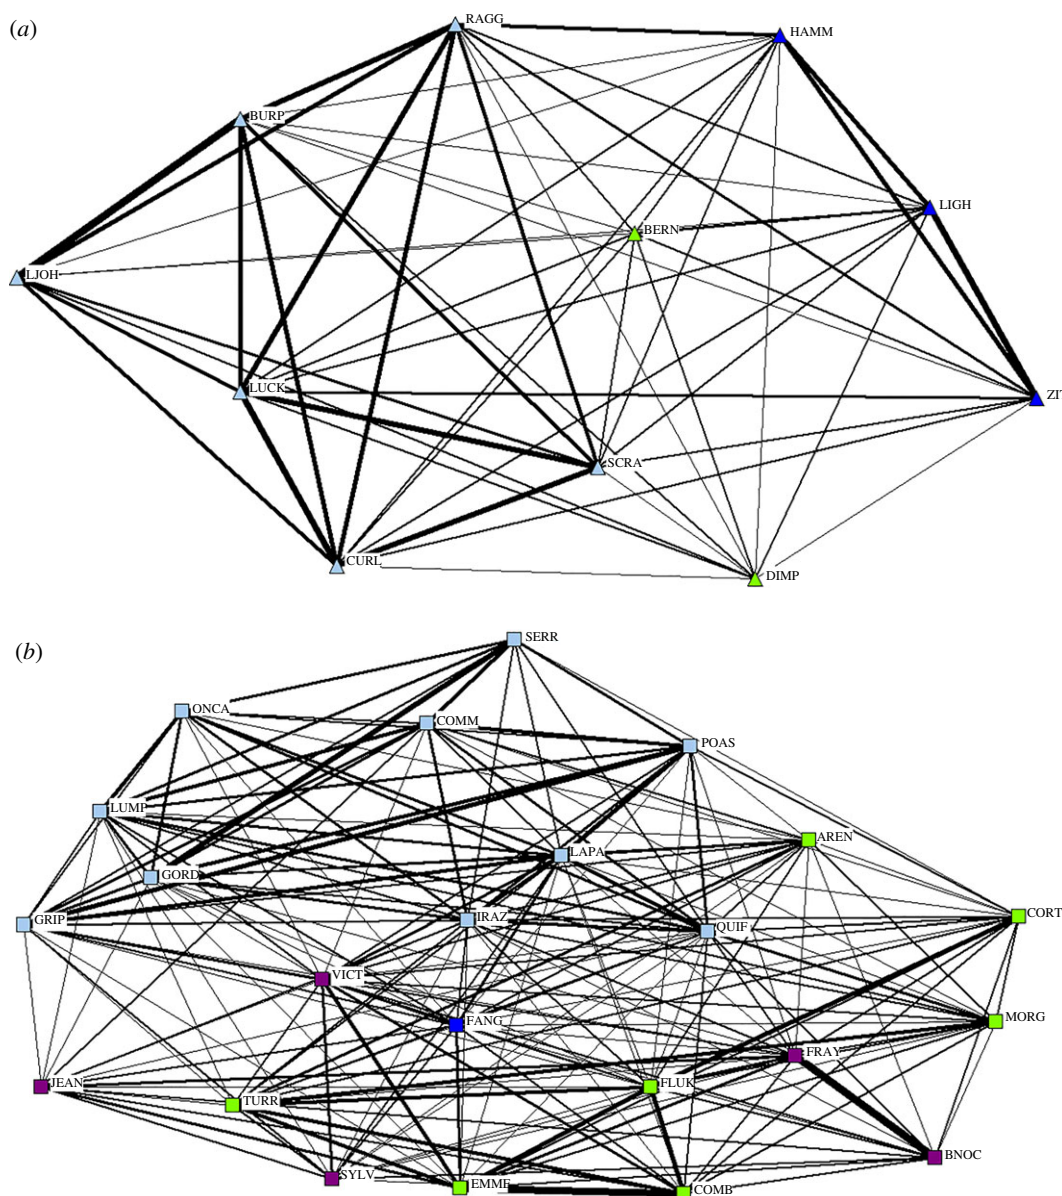 (a)
RAGG
HAMM
BURP
LIGH
BERN
LJOH
LUCK
ZI
SCRA
CURL
DIMP
(b)
SERR
ONCA
COMM
POAS
LUMP
AREN
LAPA
GORD
GRIP
IRAZ
CORT
QUIF
VICT
FANG
MORG
FRAY
JEAN
FLUK
TURR
BNOC
SYLV
EMME
COMB